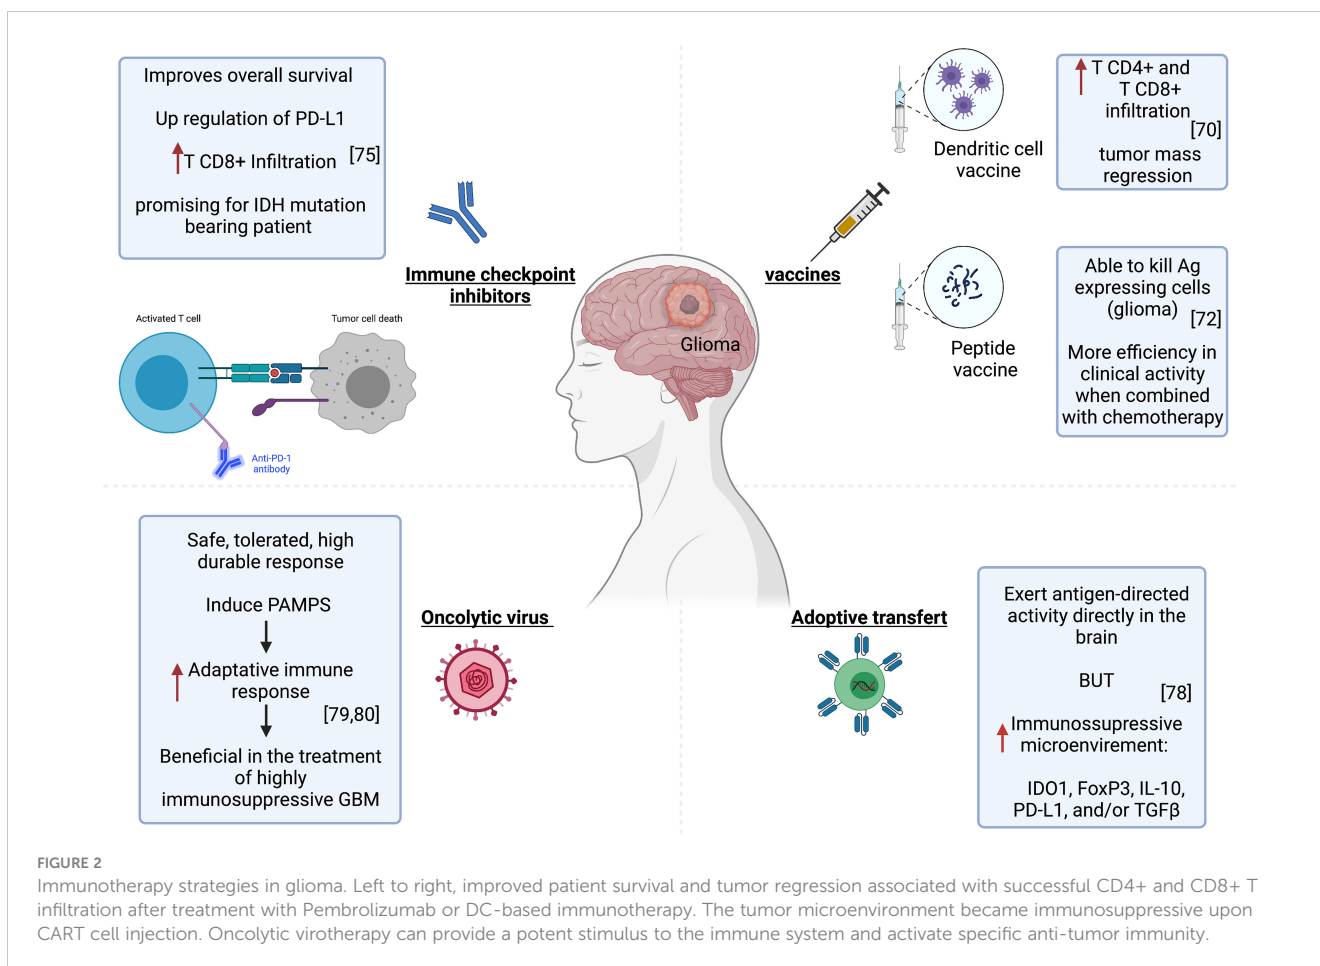 Improves overall survival
Up regulation of PD-L1
T CD8+ Infiltration [75]
promising for IDH mutation
bearing patient
Immune checkpoint
inhibitors
Activated T cell
Tumor cell death
Anti-PD-1
antibody
vaccines
Dendritic cell
vaccine
T CD4+ and
T CD8+
infiltration
[70]
tumor mass
regression
Peptide
vaccine
Able to kill Ag
expressing cells
(glioma) [72]
More efficiency in
clinical activity
when combined
with chemotherapy
Glioma
Safe, tolerated, high
durable response
Induce PAMPS
Adaptative immune
response
[79,80]
Beneficial in the treatment
of highly
immunosuppressive GBM
Oncolytic virus
Adoptive transfert
Exert antigen-directed
activity directly in the
brain
BUT
[78]
Immunossupressive
microenvirement:
IDO1, FoxP3, IL-10,
PD-L1, and/or TGFβ
FIGURE 2
Immunotherapy strategies in glioma. Left to right, improved patient survival and tumor regression associated with successful CD4+ and CD8+ T
infiltration after treatment with Pembrolizumab or DC-based immunotherapy. The tumor microenvironment became immunosuppressive upon
CART cell injection. Oncolytic virotherapy can provide a potent stimulus to the immune system and activate specific anti-tumor immunity.